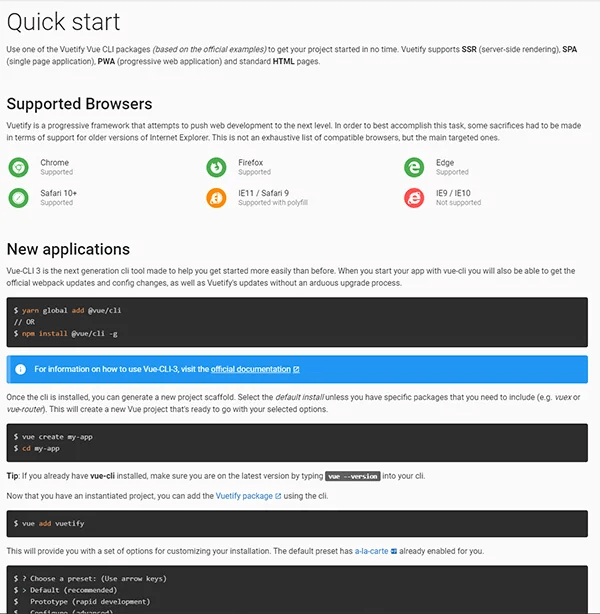 Quick start
Use one of the Vuetify Vue CLI packages (based on the official examples) to get your project started in no time. Vuetify supports SSR (server-side rendering), SPA
(single page application), PWA (progressive web application) and standard HTML pages.
Supported Browsers
Vuetify is a progressive framework that attempts to push web development to the next level. In order to best accomplish this task, some sacrifices had to be made
in terms of support for older versions of Internet Explorer. This is not an exhaustive list of compatible browsers, but the main targeted ones.
Chrome
Supported
Firefox
Supported
Edge
Supported
Safari 10+
Supported
IE11 / Safari 9
Supported with polyfill
IE9 / IE10
Not supported
New applications
Vue-CLI 3 is the next generation cli tool made to help you get started more easily than before. When you start your app with vue-cli you will also be able to get the
official webpack updates and config changes, as well as Vuetify's updates without an arduous upgrade process.
$ yarn global add @vue/cli
// OR
$ npm install @vue/cli -g
For information on how to use Vue-CLI-3, visit the official documentation
Once the cli is installed, you can generate a new project scaffold. Select the default install unless you have specific packages that you need to include (e.g. vuex or
vue-router). This will create a new Vue project that's ready to go with your selected options.
$ vue create my-app
$ cd my-app
Tip: If you already have vue-cli installed, make sure you are on the latest version by typing vue --version into your cli.
Now that you have an instantiated project, you can add the Vuetify package using the cli.
$ vue add vuetify
This will provide you with a set of options for customizing your installation. The default preset has a-la-carte already enabled for you.
$ ? Choose a preset: (Use arrow keys)
$ > Default (recommended)
$   Prototype (rapid development)
$   Configure (advanced)